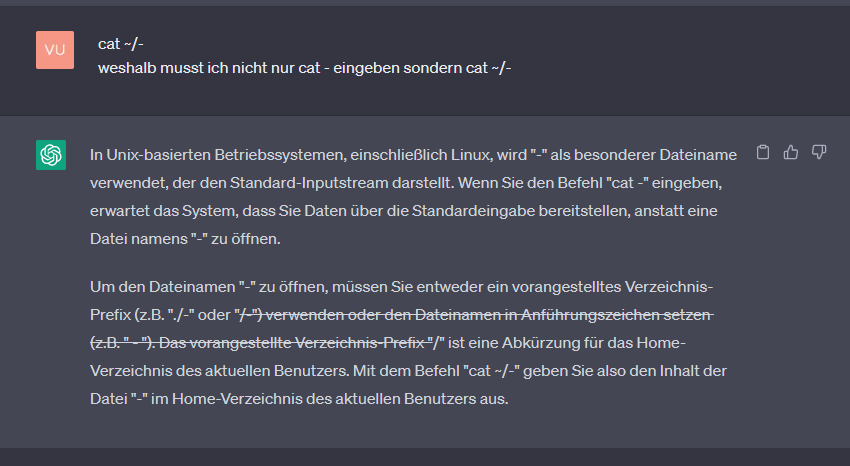 VU
cat ~/-
weshalb musst ich nicht nur cat - eingeben sondern cat ~/-
In Unix-basierten Betriebssystemen, einschließlich Linux, wird "-" als besonderer Dateiname
verwendet, der den Standard-Inputstream darstellt. Wenn Sie den Befehl "cat -" eingeben,
erwartet das System, dass Sie Daten über die Standardeingabe bereitstellen, anstatt eine
Datei namens "-" zu öffnen.
Um den Dateinamen "-" zu öffnen, müssen Sie entweder ein vorangestelltes Verzeichnis-
Prefix (z.B. "./-" oder "/-") verwenden oder den Dateinamen in Anführungszeichen setzen
(z.B. " - "). Das vorangestellte Verzeichnis-Prefix "/" ist eine Abkürzung für das Home-
Verzeichnis des aktuellen Benutzers. Mit dem Befehl "cat ~/-" geben Sie also den Inhalt der
Datei "-" im Home-Verzeichnis des aktuellen Benutzers aus.